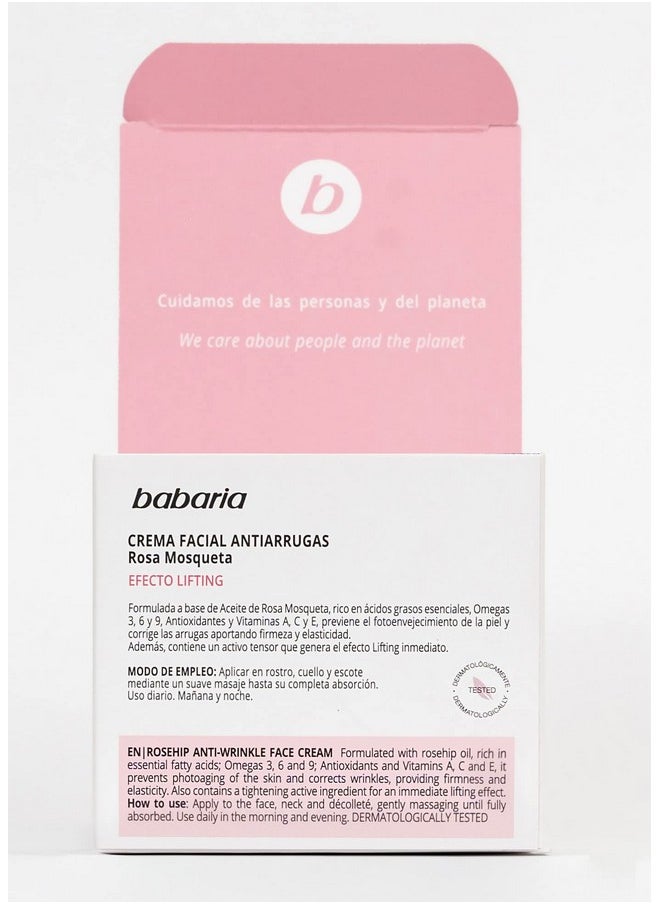 b
Cuidamos de las personas y del planeta
We care about people and the planet
babaria
CREMA FACIAL ANTIARRUGAS
Rosa Mosqueta
EFECTO LIFTING
Formulada a base de Aceite de Rosa Mosqueta, rico en ácidos grasos esenciales, Omegas
3, 6 y 9, Antioxidantes y Vitaminas A, C y E, previene el fotoenvejecimiento de la piel y
corrige las arrugas aportando firmeza y elasticidad.
Además, contiene un activo tensor que genera el efecto Lifting inmediato.
MODO DE EMPLEO: Aplicar en rostro, cuello y escote
mediante un suave masaje hasta su completa absorción.
Uso diario. Mañana y noche.
DERMATOLÓGICAMENTE
TESTED
DERMATOLOGICALLY
EN|ROSEHIP ANTI-WRINKLE FACE CREAM Formulated with rosehip oil, rich in
essential fatty acids; Omegas 3, 6 and 9; Antioxidants and Vitamins A, C and E, it
prevents photoaging of the skin and corrects wrinkles, providing firmness and
elasticity. Also contains a tightening active ingredient for an immediate lifting effect.
How to use: Apply to the face, neck and décolleté, gently massaging until fully
absorbed. Use daily in the morning and evening. DERMATOLOGICALLY TESTED